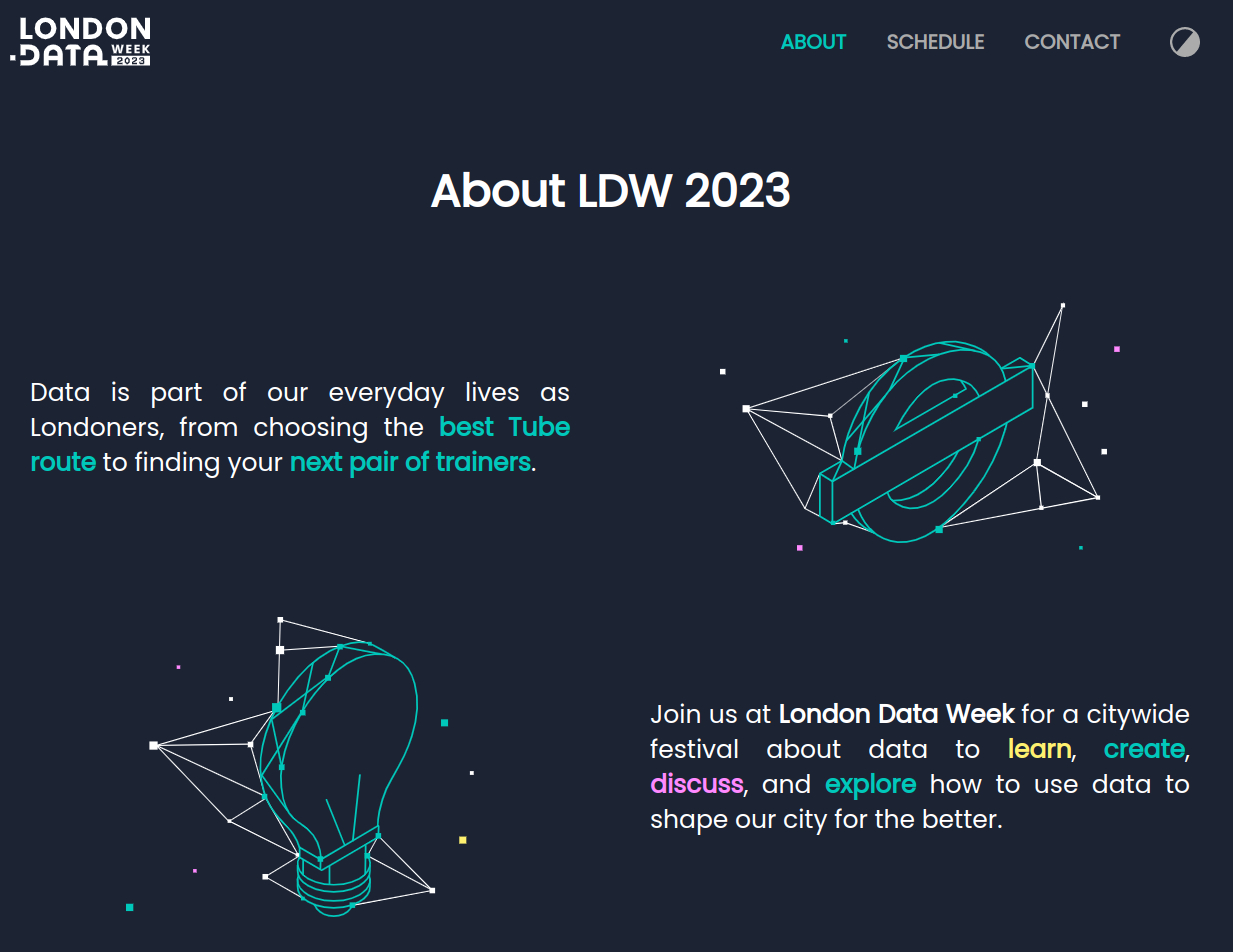 LONDON
DATA WEEK
2023
ABOUT SCHEDULE CONTACT
About LDW 2023
Data is part of our everyday lives as
Londoners, from choosing the best Tube
route to finding your next pair of trainers.
Join us at London Data Week for a citywide
festival about data to learn, create,
discuss, and explore how to use data to
shape our city for the better.